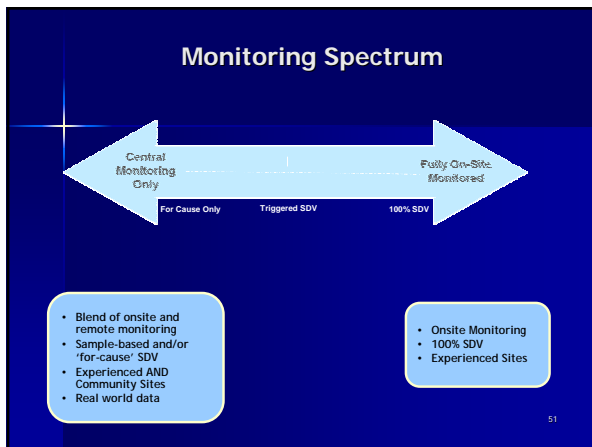 Monitoring Spectrum
Central
Monitoring
Only
Fully On-Site
Monitored
For Cause Only
Triggered SDV
100% SDV
• Blend of onsite and
remote monitoring
• Sample-based and/or
'for-cause' SDV
• Experienced AND
Community Sites
• Real world data
• Onsite Monitoring
• 100% SDV
• Experienced Sites
51